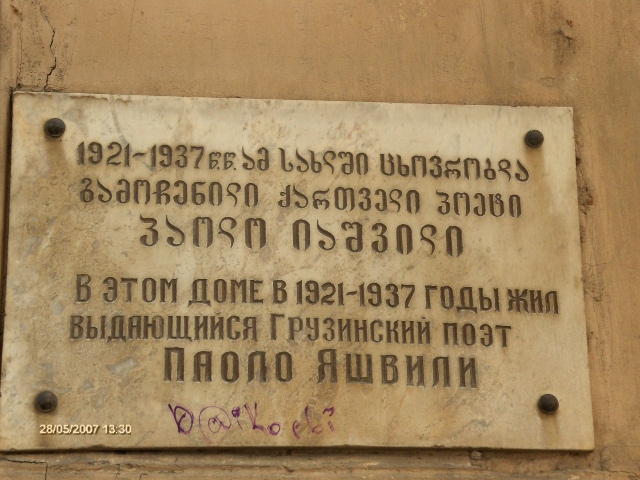 1921-1937 წ.წ. ამ სახლში ცხოვრობდა
გამოჩენილი ქართველი პოეტი
პაოლო იაშვილი
В ЭТОМ ДОМЕ В 1921-1937 ГОДЫ ЖИЛ
ВЫДАЮЩИЙСЯ ГРУЗИНСКИЙ ПОЭТ
ПАОЛО ЯШВИЛИ
28/05/2007 13:30